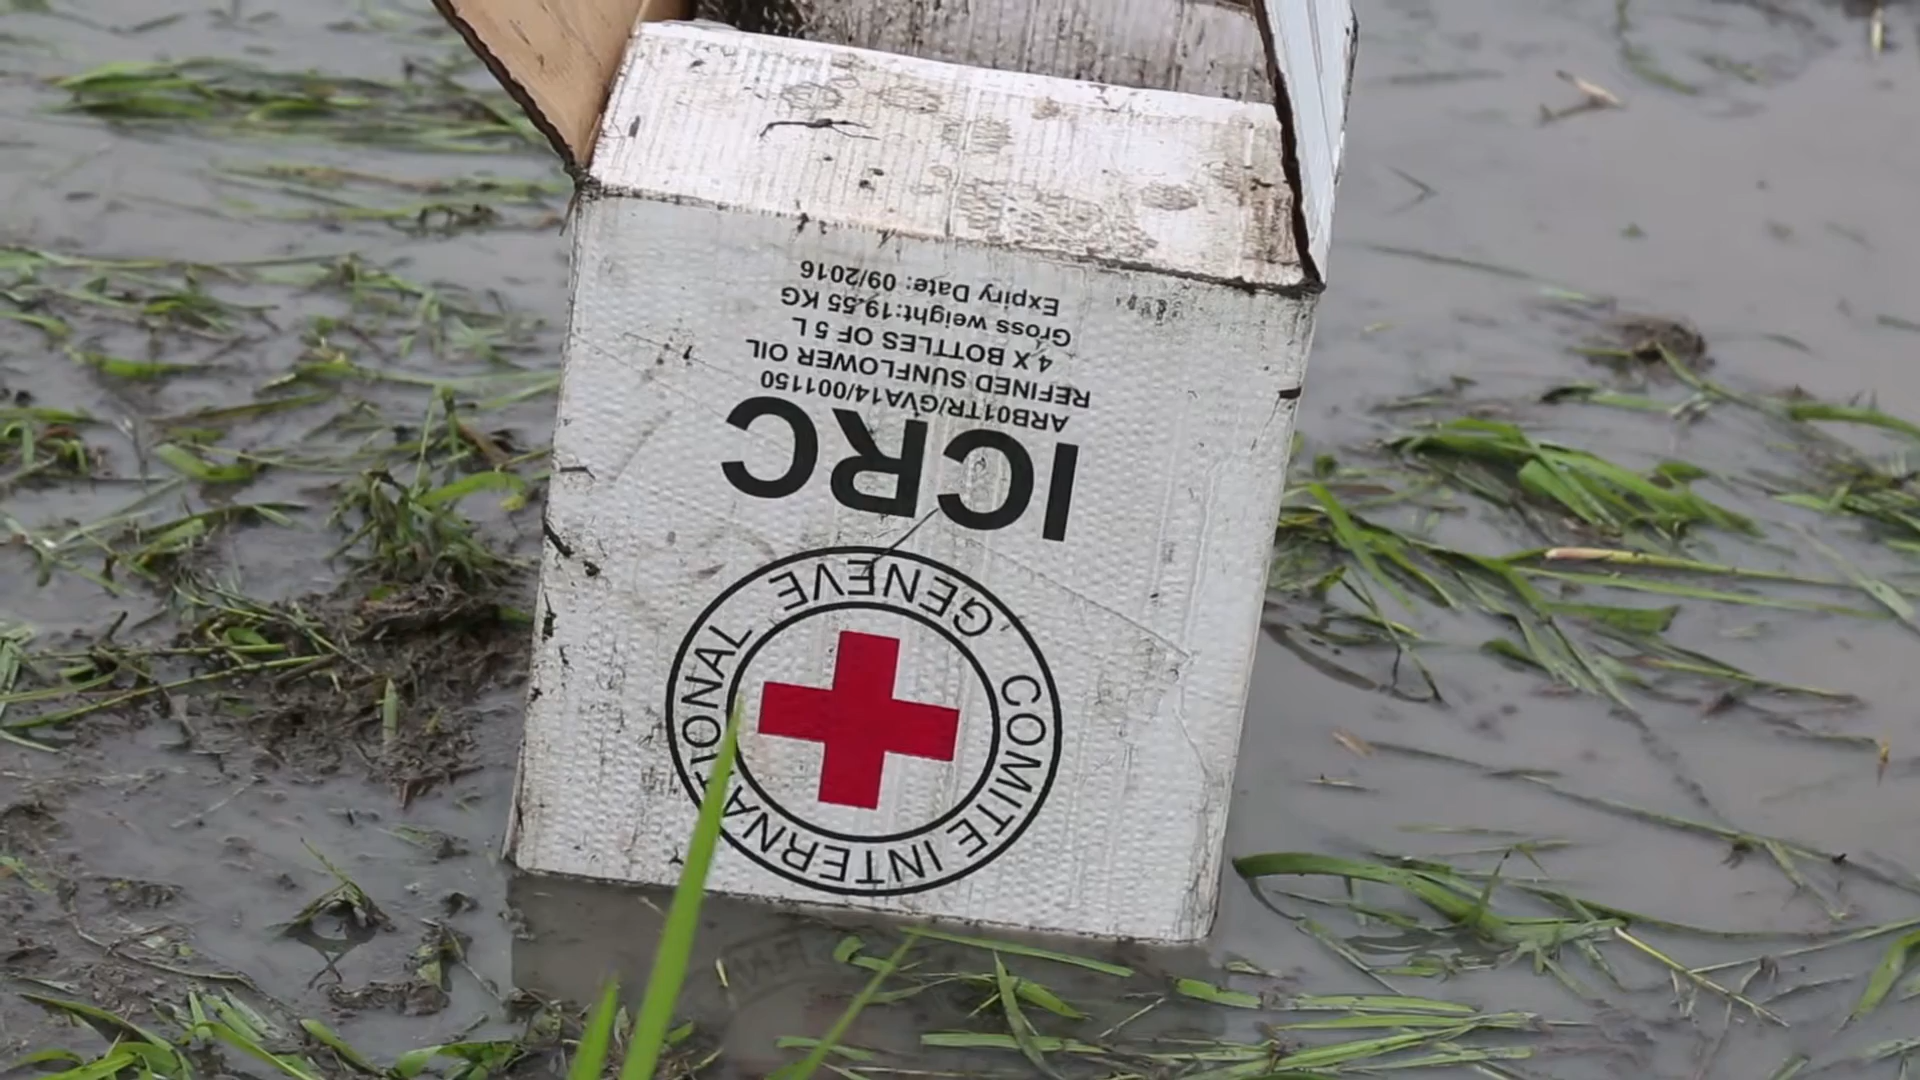 COMITE INTERNATIONAL GENEVE
ICRC
ARB01TR/GVA14/001150
REFINED SUNFLOWER OIL
4 X BOTTLES OF 5 L
Gross weight:19.55 KG
Expiry Date: 09/2016